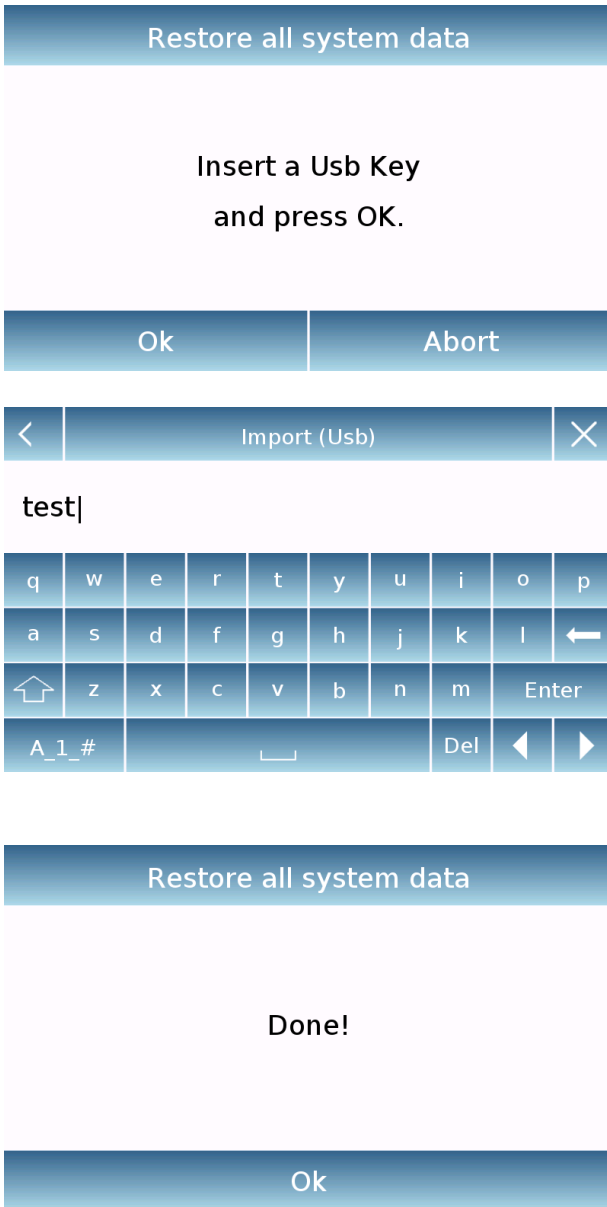 Restore all system data
Insert a Usb Key
and press OK.
Ok Abort
Import (Usb)
test
q w e r t y u i o p
a s d f g h j k l
z x c v b n m Enter
A_1_# Del
Restore all system data
Done!
Ok